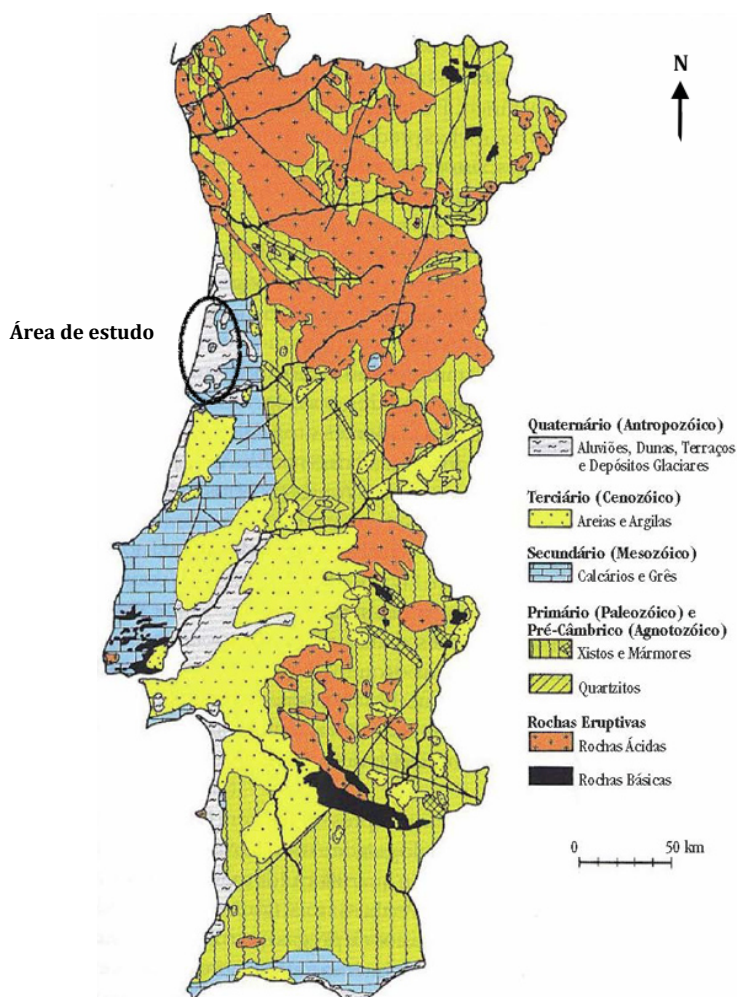 N
Área de estudo
Quaternário (Antropozóico)
Aluviões, Dunas, Terraços
e Depósitos Glaciares
Terciário (Cenozóico)
Areias e Argilas
Secundário (Mesozóico)
Calcários e Grês
Primário (Paleozóico) e
Pré-Câmbrico (Agnotozóico)
Xistos e Mármores
Quartzitos
Rochas Eruptivas
Rochas Ácidas
Rochas Básicas
0 50 km